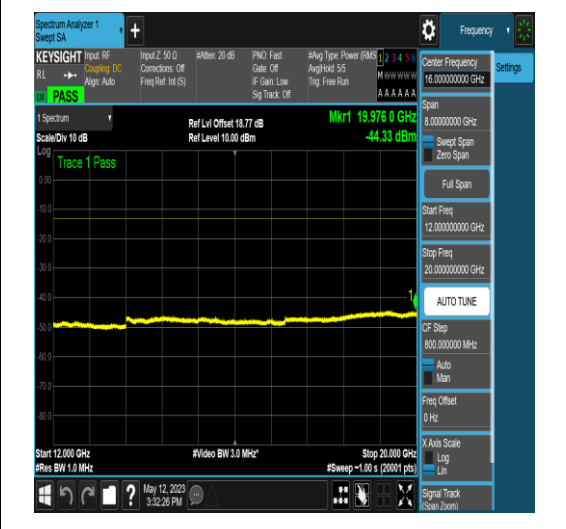 Spectrum Analyzer 1
Swept SA
+
Frequency
KEYSIGHT
RL
Input: RF
Coupling: DC
Align: Auto
Input Z: 50 Ω
Corrections: Off
Freq Ref: Int (S)
#Atten: 20 dB
PNO: Fast
Gate: Off
IF Gain: Low
Sig Track: Off
#Avg Type: Power (RMS
Avg|Hold: 5/5
Trig: Free Run
1 2 3 4 5 6
M W W W W W
A A A A A A
PASS
1 Spectrum
Scale/Div 10 dB
Ref Lvl Offset 18.77 dB
Ref Level 10.00 dBm
Mkr1 19.976 0 GHz
-44.33 dBm
Log
Trace 1 Pass
0.00
-10.0
-20.0
-30.0
-40.0
-50.0
-60.0
-70.0
-80.0
1
Start 12.000 GHz
#Res BW 1.0 MHz
#Video BW 3.0 MHz*
Stop 20.000 GHz
#Sweep ~1.00 s (20001 pts)
?
May 12, 2023
3:32:26 PM
Center Frequency
16.000000000 GHz
Span
8.00000000 GHz
Swept Span
Zero Span
Full Span
Start Freq
12.000000000 GHz
Stop Freq
20.000000000 GHz
AUTO TUNE
CF Step
800.000000 MHz
Auto
Man
Freq Offset
0 Hz
X Axis Scale
Log
Lin
Signal Track
(Span Zoom)
Settings